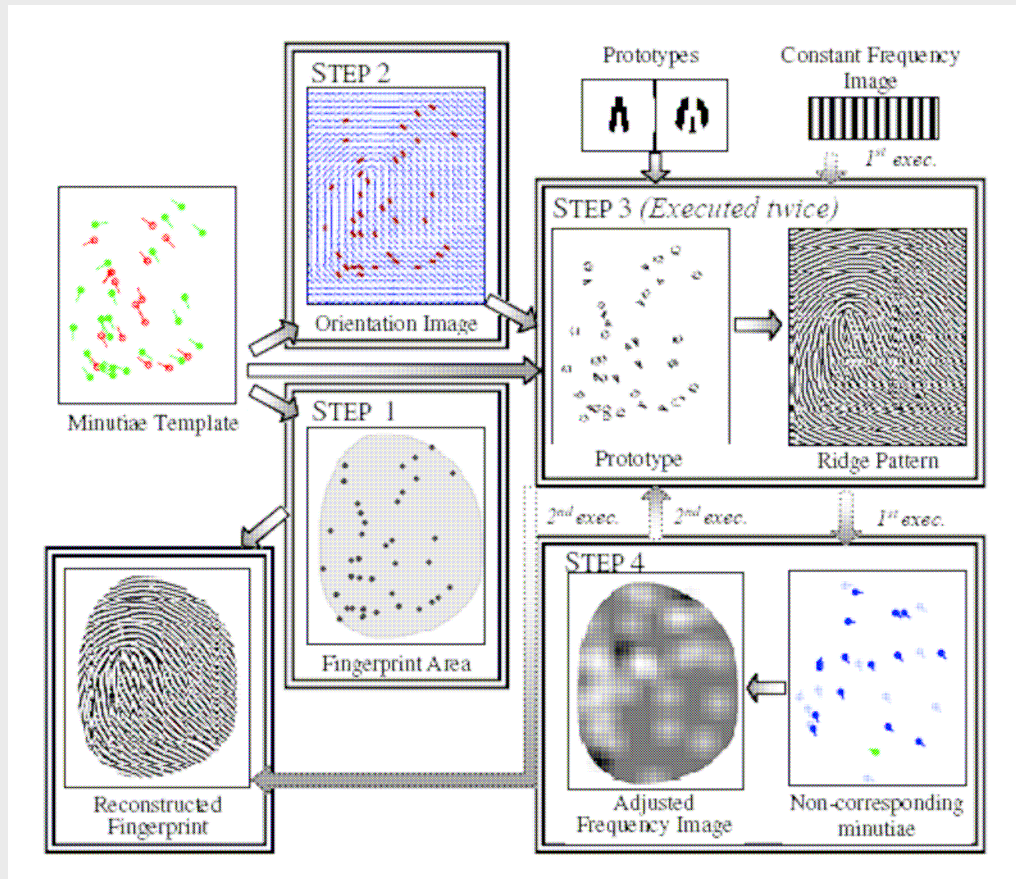 STEP 2
Orientation Image
Prototypes
Constant Frequency
Image
1st exec.
STEP 3 (Executed twice)
Prototype
Ridge Pattern
Minutiae Template
STEP 1
Fingerprint Area
2nd exec.
2nd exec.
1st exec.
STEP 4
Adjusted
Frequency Image
Non-corresponding
minutiae
Reconstructed
Fingerprint